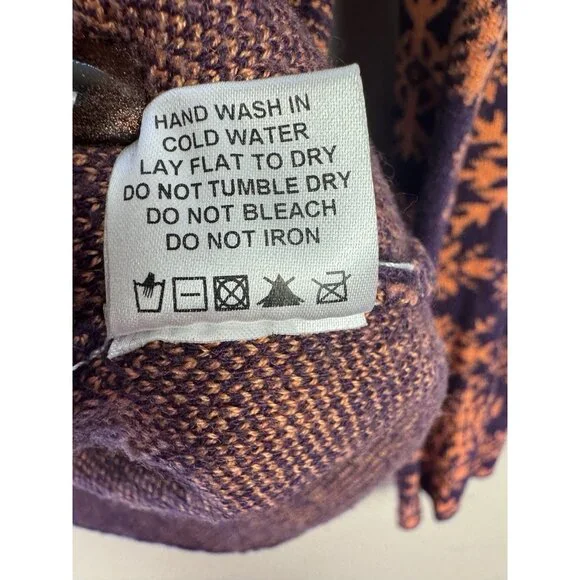 HAND WASH IN
COLD WATER
LAY FLAT TO DRY
DO NOT TUMBLE DRY
DO NOT BLEACH
DO NOT IRON